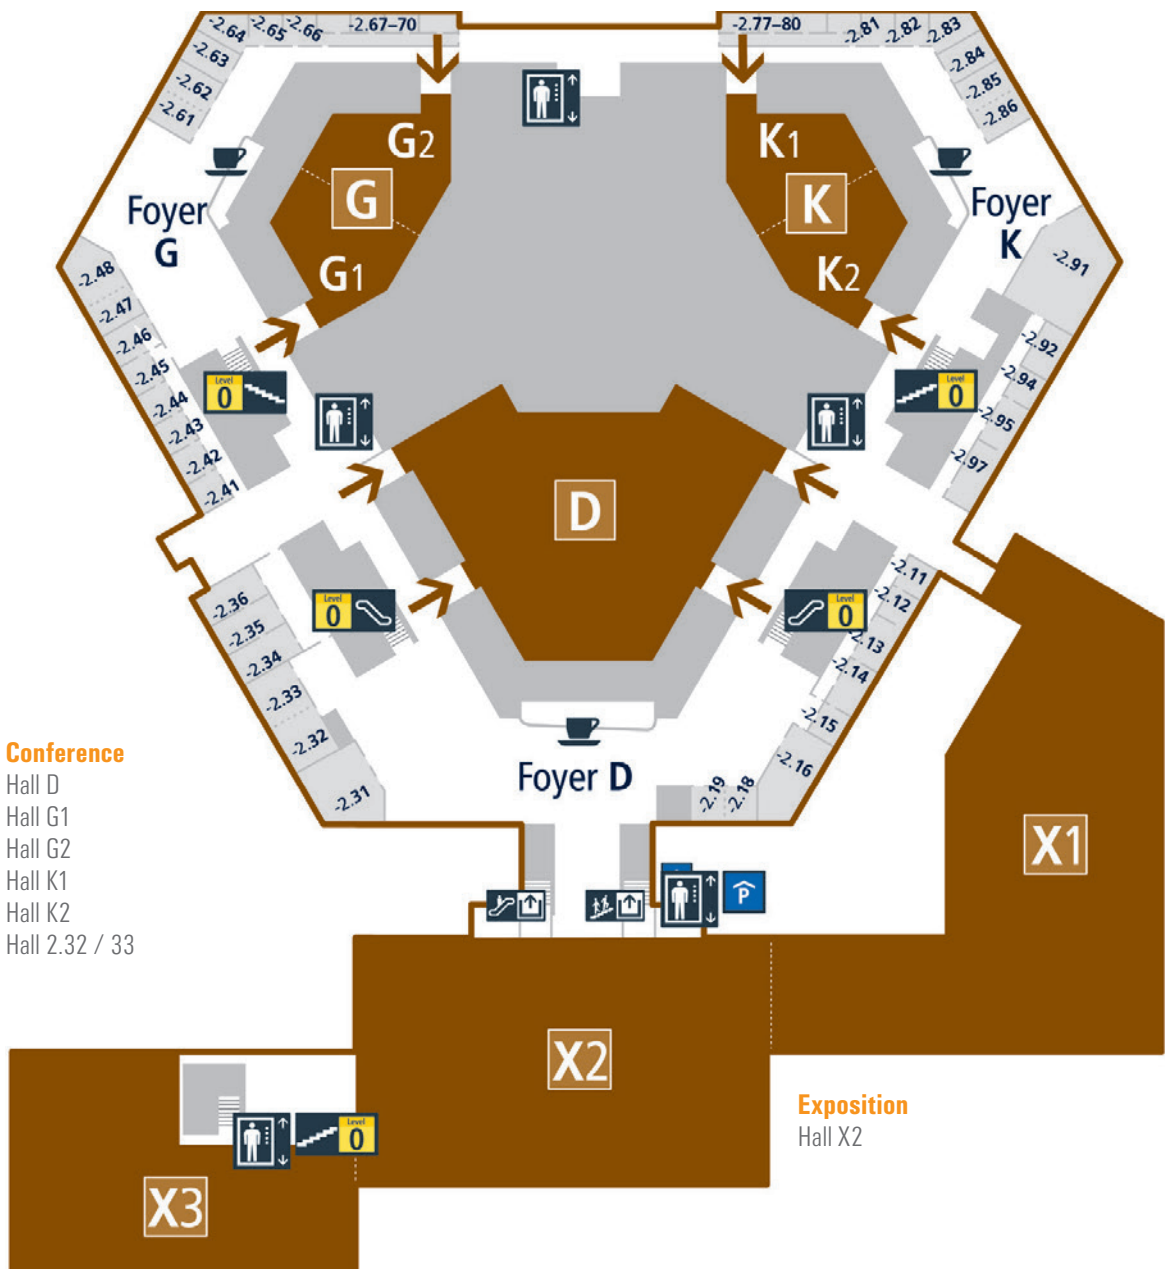 -2.64
-2.65
-2.66
-2.67–70
-2.77–80
-2.81
-2.82
-2.83
-2.63
-2.62
-2.61
-2.84
-2.85
-2.86
G2
G
K1
K
Foyer
G
Foyer
K
G1
K2
-2.48
-2.47
-2.46
-2.45
-2.44
-2.43
-2.42
-2.41
-2.91
-2.92
-2.94
-2.95
-2.97
Level
0
Level
0
D
-2.36
-2.35
-2.34
-2.33
-2.32
-2.31
Level
0
Level
0
-2.11
-2.12
-2.13
-2.14
-2.15
-2.16
-2.18
-2.19
Foyer D
Conference
Hall D
Hall G1
Hall G2
Hall K1
Hall K2
Hall 2.32 / 33
P
X1
X2
Exposition
Hall X2
Level
0
X3